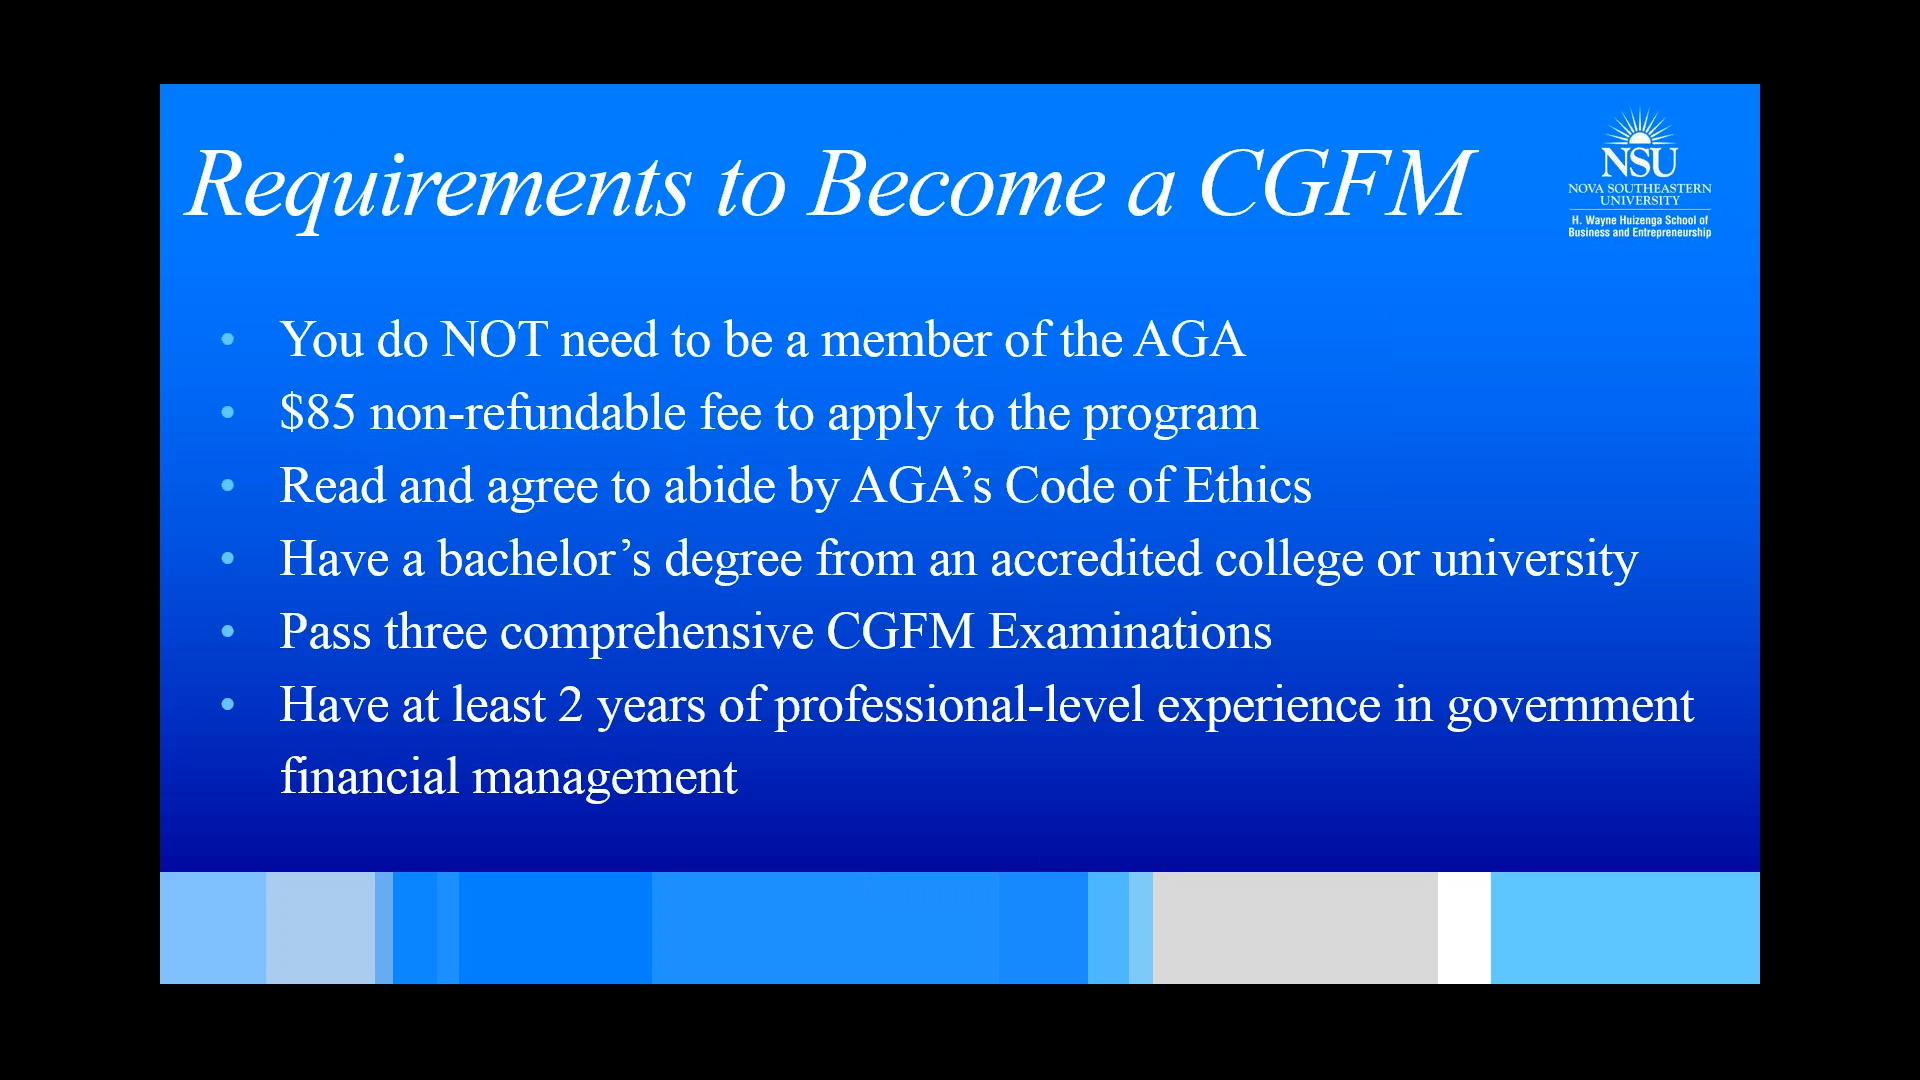 Requirements to Become a CGFM
NSU
NOVA SOUTHEASTERN
UNIVERSITY
H. Wayne Huizenga School of
Business and Entrepreneurship
• You do NOT need to be a member of the AGA
• $85 non-refundable fee to apply to the program
• Read and agree to abide by AGA’s Code of Ethics
• Have a bachelor’s degree from an accredited college or university
• Pass three comprehensive CGFM Examinations
• Have at least 2 years of professional-level experience in government
financial management